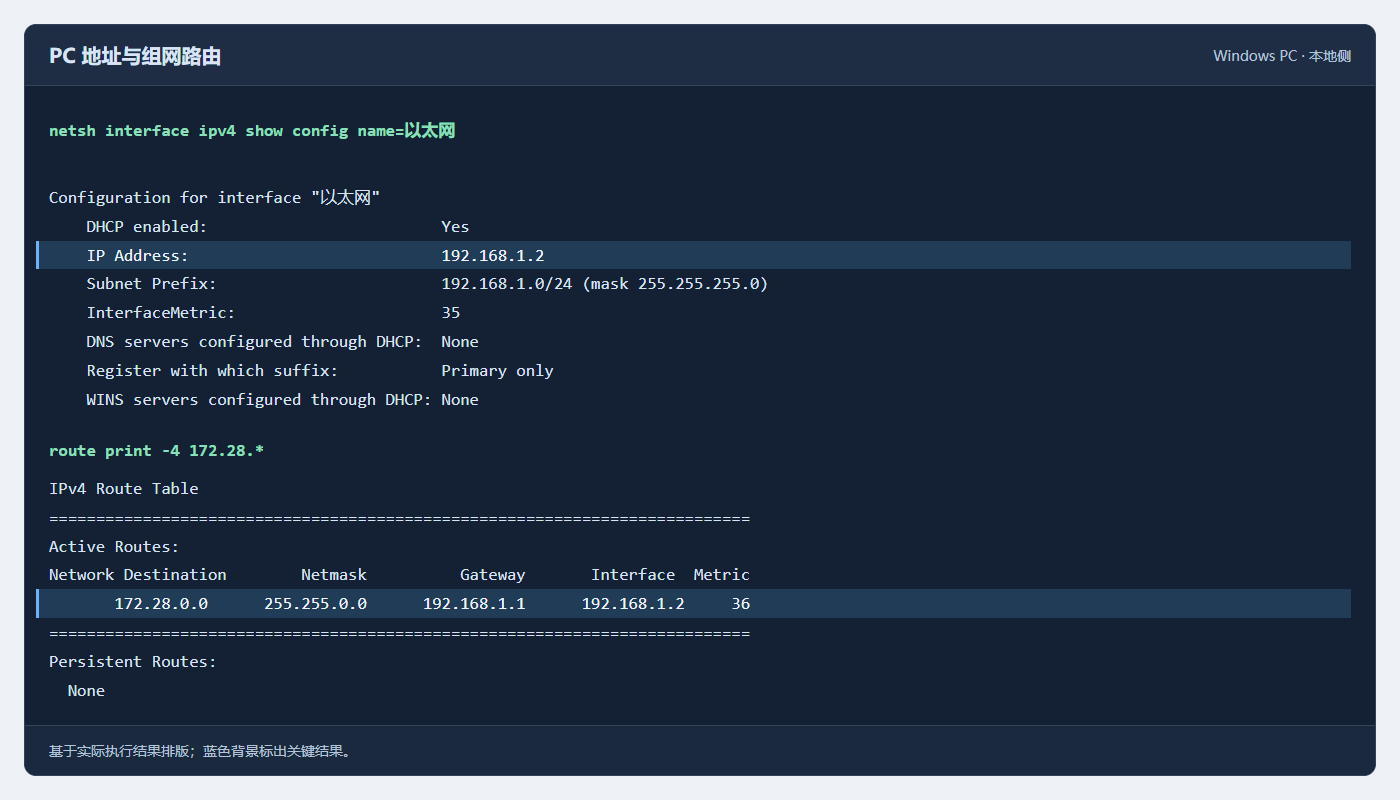 PC 地址与组网路由
Windows PC · 本地侧
netsh interface ipv4 show config name=以太网
Configuration for interface "以太网"
DHCP enabled: Yes
IP Address: 192.168.1.2
Subnet Prefix: 192.168.1.0/24 (mask 255.255.255.0)
InterfaceMetric: 35
DNS servers configured through DHCP: None
Register with which suffix: Primary only
WINS servers configured through DHCP: None
route print -4 172.28.*
IPv4 Route Table
===========================================================================
Active Routes:
Network Destination Netmask Gateway Interface Metric
172.28.0.0 255.255.0.0 192.168.1.1 192.168.1.2 36
===========================================================================
Persistent Routes:
None
基于实际执行结果排版；蓝色背景标出关键结果。